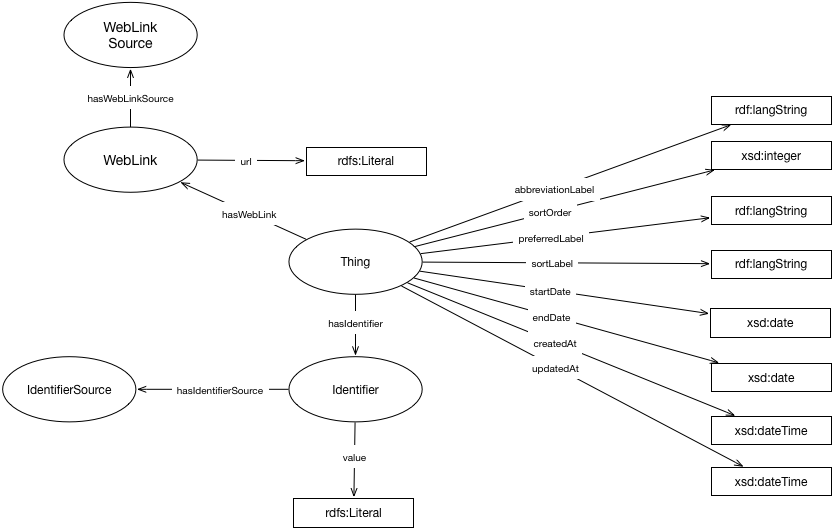 WebLink
Source
hasWebLinkSource
WebLink
url
rdfs:Literal
hasWebLink
Thing
abbreviationLabel
rdf:langString
sortOrder
xsd:integer
preferredLabel
rdf:langString
sortLabel
rdf:langString
startDate
xsd:date
endDate
xsd:date
createdAt
xsd:dateTime
updatedAt
xsd:dateTime
hasIdentifier
Identifier
hasIdentifierSource
IdentifierSource
value
rdfs:Literal